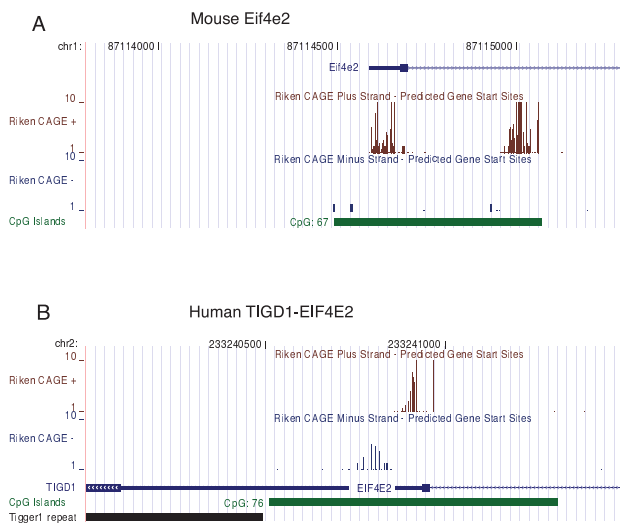 A
Mouse Eif4e2
chr1: 87114000 87114500 87115000
Eif4e2
Riken CAGE Plus Strand - Predicted Gene Start Sites
10
Riken CAGE +
1
Riken CAGE Minus Strand - Predicted Gene Start Sites
10
Riken CAGE -
1
CpG Islands CpG: 67
B
Human TIGD1-EIF4E2
chr2: 233240500 233241000
Riken CAGE Plus Strand - Predicted Gene Start Sites
10
Riken CAGE +
1
Riken CAGE Minus Strand - Predicted Gene Start Sites
10
Riken CAGE -
1
TIGD1 EIF4E2
CpG Islands CpG: 76
Tigger1 repeat